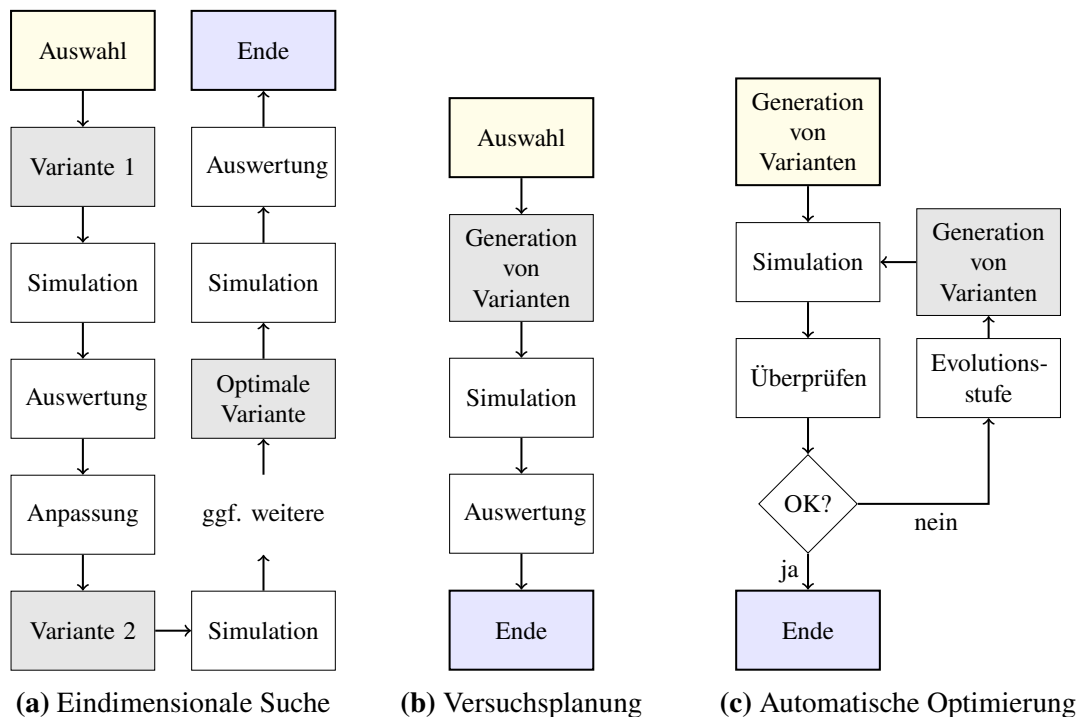 Auswahl
Variante 1
Simulation
Auswertung
Anpassung
Variante 2
Simulation
ggf. weitere
Optimale
Variante
Simulation
Auswertung
Ende
(a) Eindimensionale Suche
Auswahl
Generation
von
Varianten
Simulation
Auswertung
Ende
(b) Versuchsplanung
Generation
von
Varianten
Simulation
Überprüfen
OK?
nein
Evolutions-
stufe
Generation
von
Varianten
ja
Ende
(c) Automatische Optimierung